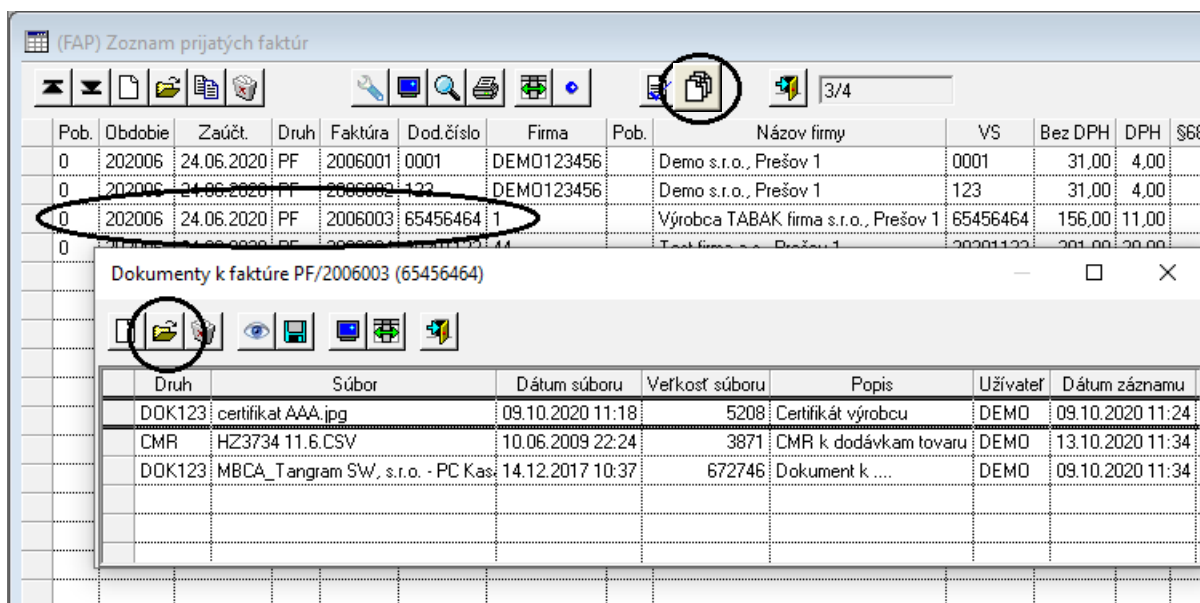 (FAP) Zoznam prijatých faktúr
3/4
Pob. Obdobie Zaúčt. Druh Faktúra Dod.číslo Firma Pob. Názov firmy VS Bez DPH DPH §68
0 202006 24.06.2020 PF 2006001 0001 DEMO123456 Demo s.r.o., Prešov 1 0001 31,00 4,00
0 202006 24.06.2020 PF 2006002 123 DEMO123456 Demo s.r.o., Prešov 1 123 31,00 4,00
0 202006 24.06.2020 PF 2006003 65456464 1 Výrobca TABAK firma s.r.o., Prešov 1 65456464 156,00 11,00
0
Dokumenty k faktúre PF/2006003 (65456464)
Druh Súbor Dátum súboru Veľkosť súboru Popis Užívateľ Dátum záznamu
DOK123 certifikat AAA.jpg 09.10.2020 11:18 5208 Certifikát výrobcu DEMO 09.10.2020 11:24
CMR HZ3734 11.6.CSV 10.06.2009 22:24 3871 CMR k dodávkam tovaru DEMO 13.10.2020 11:34
DOK123 MBCA_Tangram SW, s.r.o. - PC Kas 14.12.2017 10:37 672746 Dokument k .... DEMO 09.10.2020 11:34